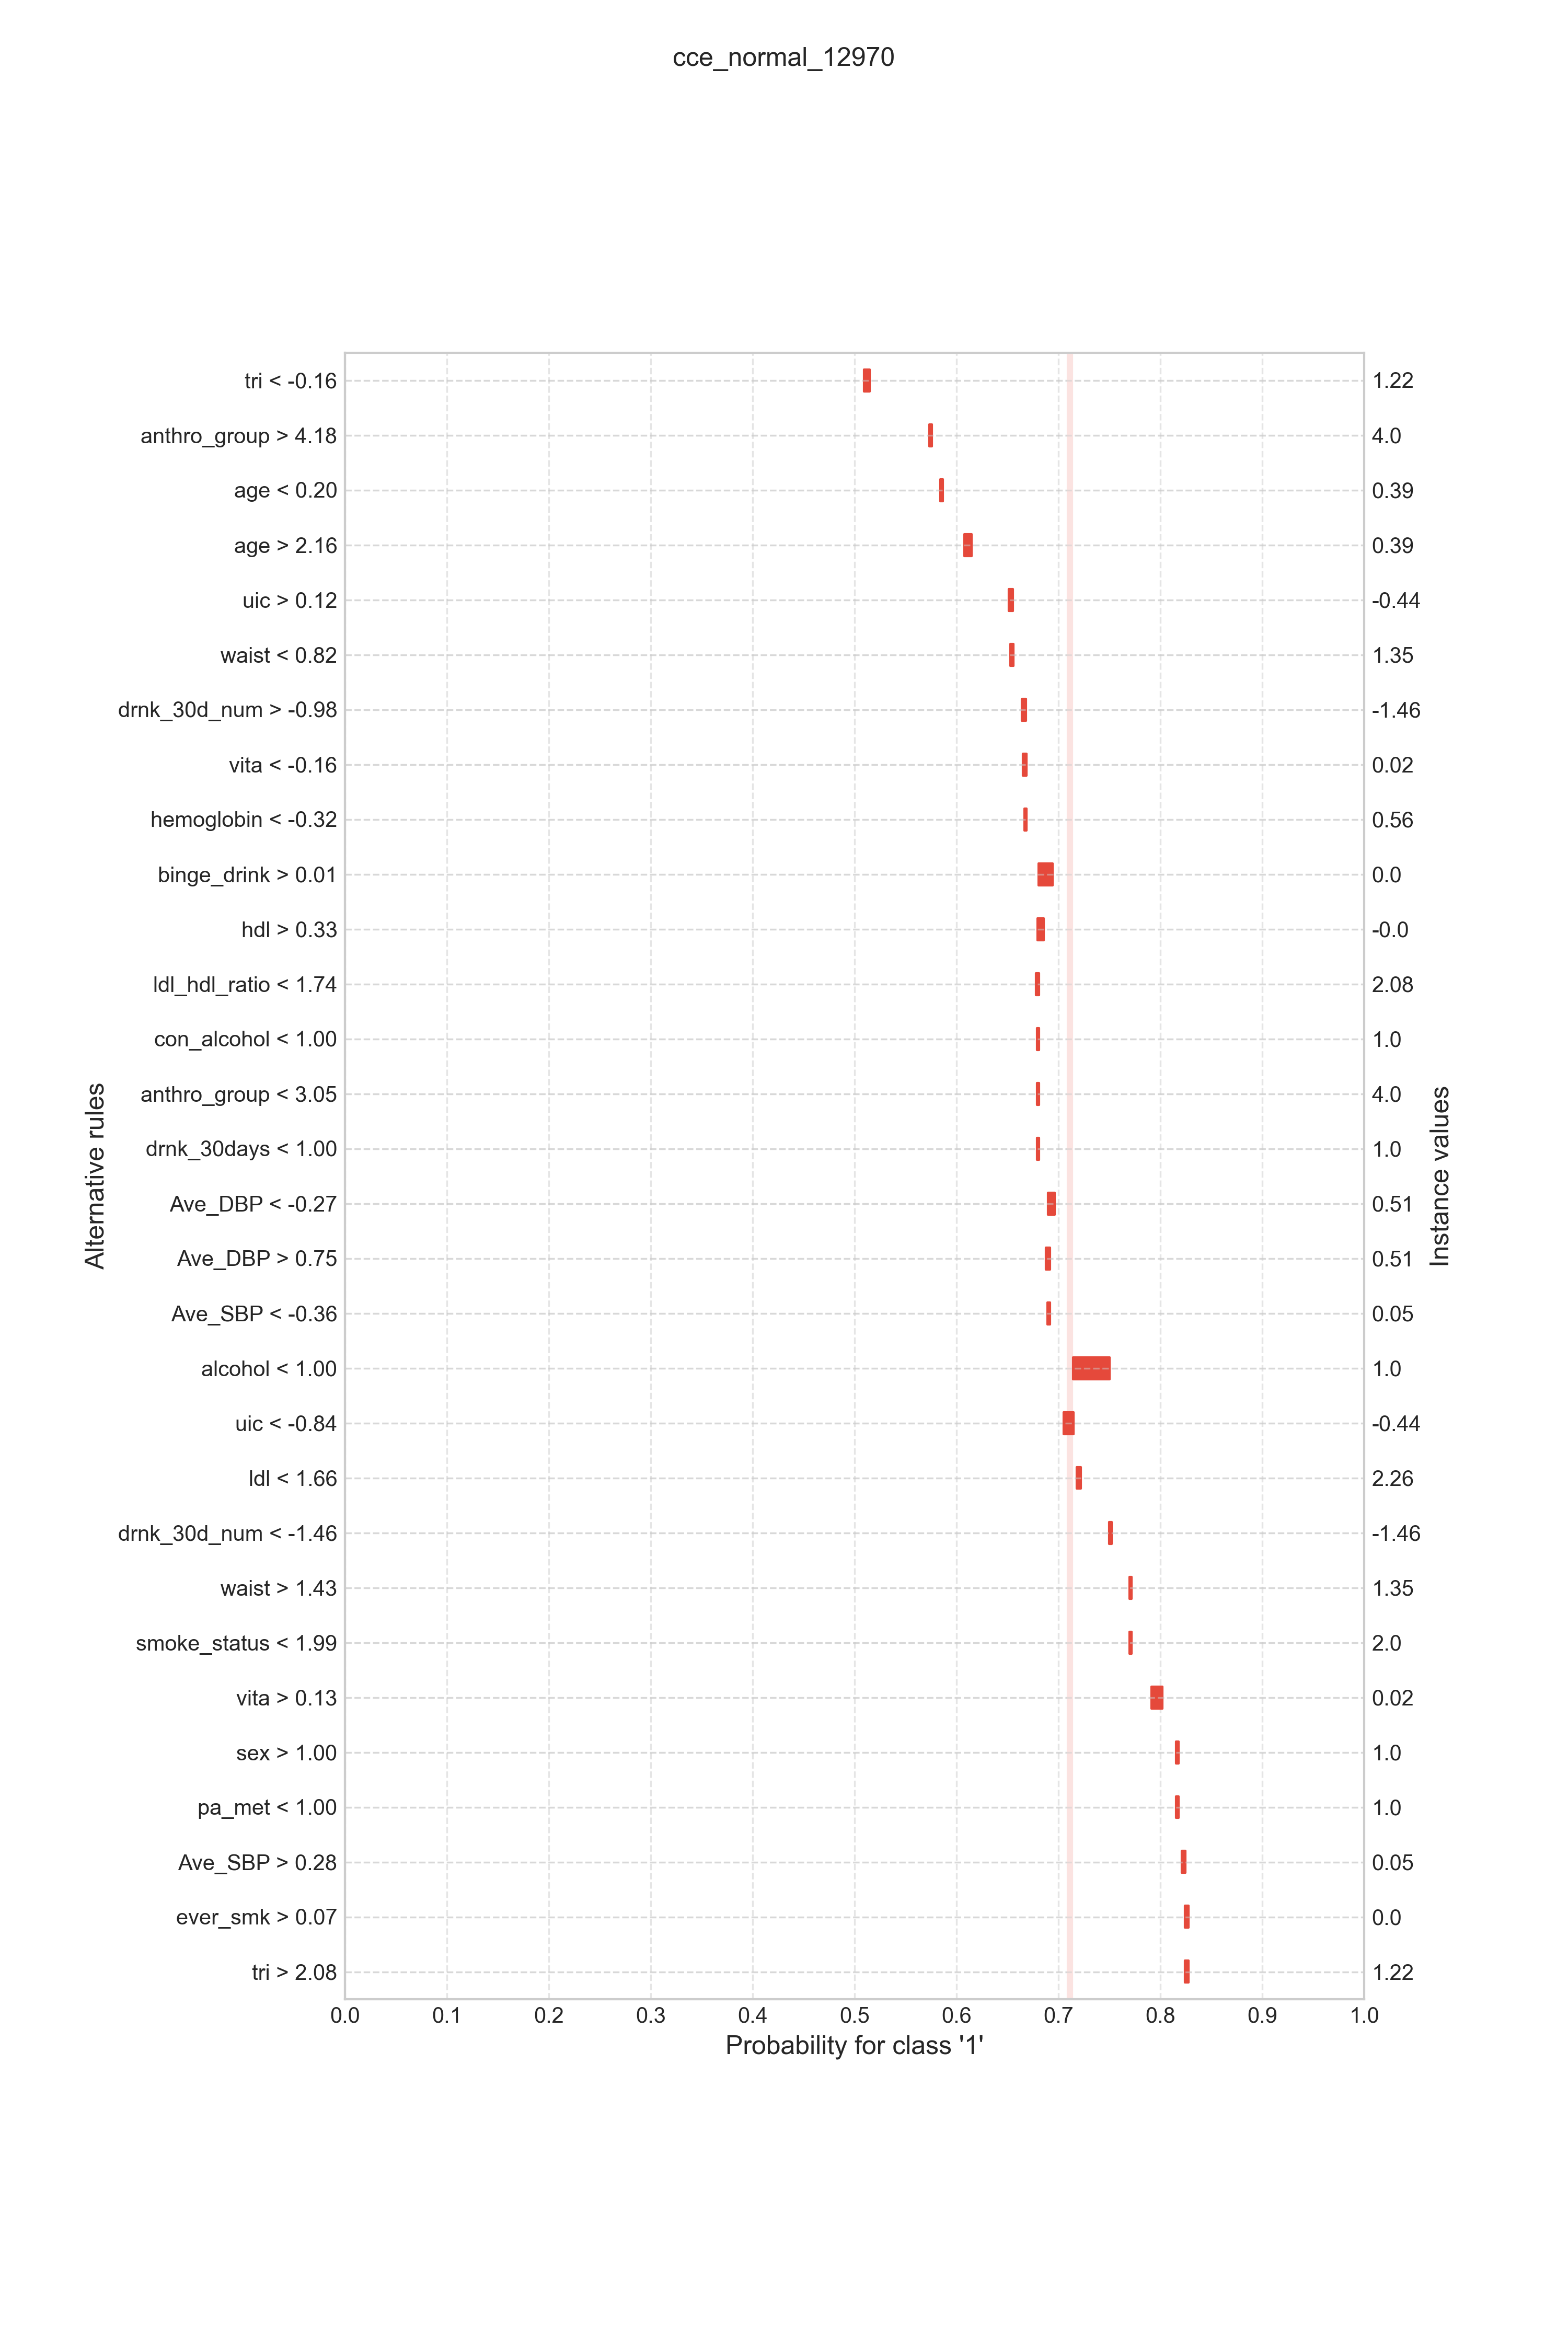 cce_normal_12970
tri < -0.16 1.22
anthro_group > 4.18 4.0
age < 0.20 0.39
age > 2.16 0.39
uic > 0.12 -0.44
waist < 0.82 1.35
drnk_30d_num > -0.98 -1.46
vita < -0.16 0.02
hemoglobin < -0.32 0.56
binge_drink > 0.01 0.0
hdl > 0.33 -0.0
ldl_hdl_ratio < 1.74 2.08
con_alcohol < 1.00 1.0
anthro_group < 3.05 4.0
drnk_30days < 1.00 1.0
Ave_DBP < -0.27 0.51
Ave_DBP > 0.75 0.51
Ave_SBP < -0.36 0.05
alcohol < 1.00 1.0
uic < -0.84 -0.44
ldl < 1.66 2.26
drnk_30d_num < -1.46 -1.46
waist > 1.43 1.35
smoke_status < 1.99 2.0
vita > 0.13 0.02
sex > 1.00 1.0
pa_met < 1.00 1.0
Ave_SBP > 0.28 0.05
ever_smk > 0.07 0.0
tri > 2.08 1.22
Alternative rules
Instance values
0.0 0.1 0.2 0.3 0.4 0.5 0.6 0.7 0.8 0.9 1.0
Probability for class '1'